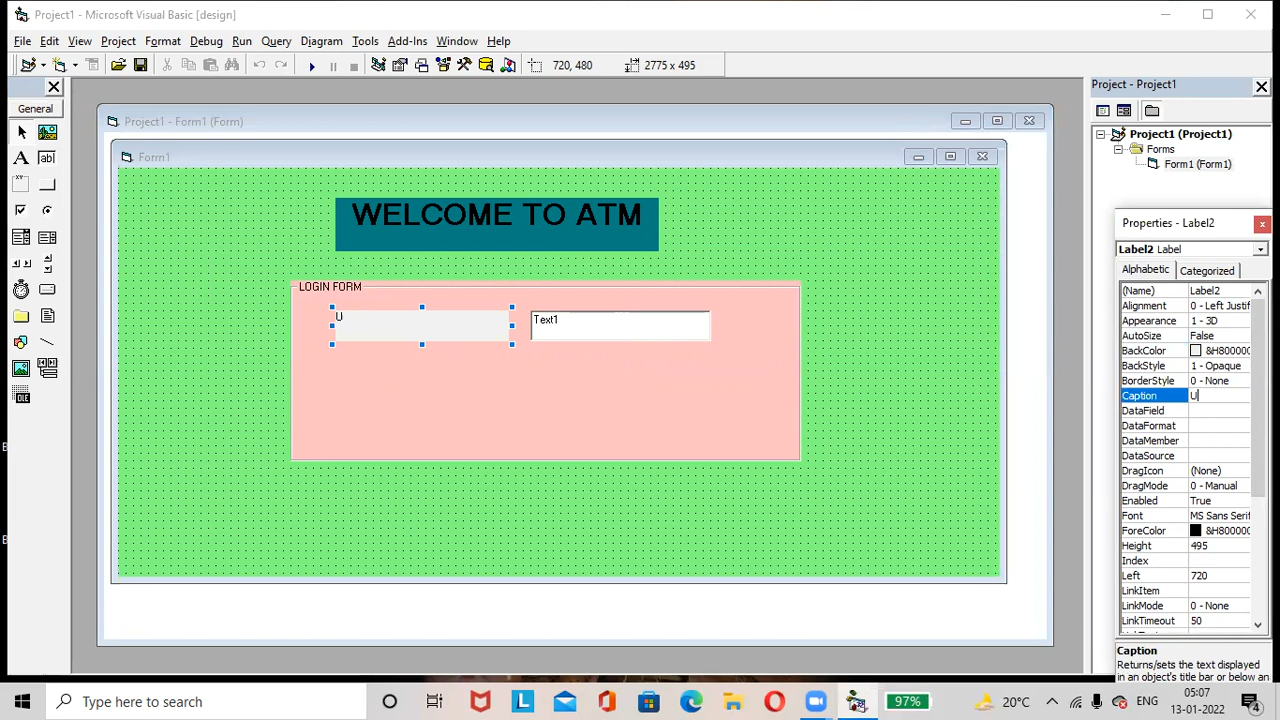 Project1 - Microsoft Visual Basic [design]
File Edit View Project Format Debug Run Query Diagram Tools Add-Ins Window Help
720, 480 2775 x 495
General
Project1 - Form1 (Form)
Form1
WELCOME TO ATM
LOGIN FORM
U
Text1
Project - Project1
Project1 (Project1)
Forms
Form1 (Form1)
Properties - Label2
Label2 Label
Alphabetic Categorized
(Name) Label2
Alignment 0 - Left Justif
Appearance 1 - 3D
AutoSize False
BackColor &H800000
BackStyle 1 - Opaque
BorderStyle 0 - None
Caption U
DataField
DataFormat
DataMember
DataSource
DragIcon (None)
DragMode 0 - Manual
Enabled True
Font MS Sans Serif
ForeColor &H800000
Height 495
Index
Left 720
LinkItem
LinkMode 0 - None
LinkTimeout 50
Caption
Returns/sets the text displayed
in an object's title bar or below an
Type here to search
97%
20°C
ENG
05:07
13-01-2022
4